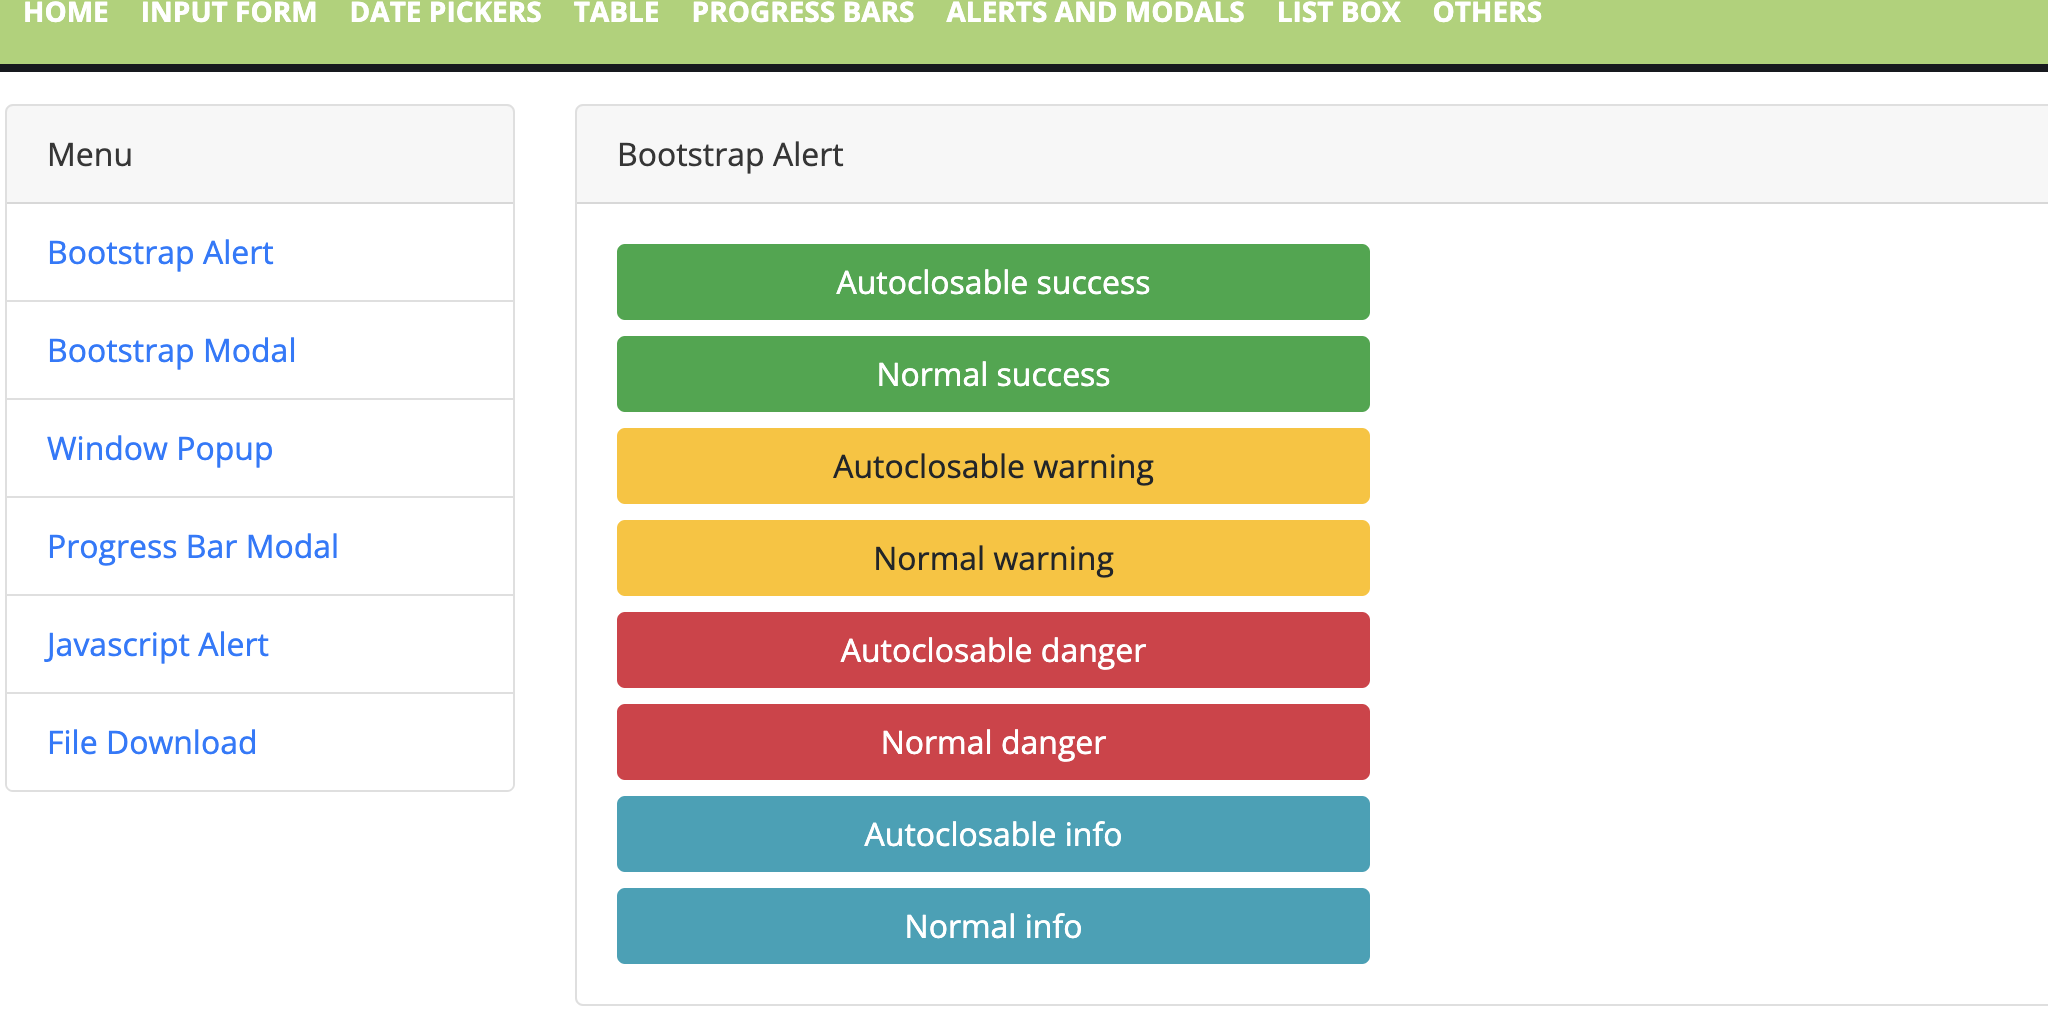 HOME INPUT FORM DATE PICKERS TABLE PROGRESS BARS ALERTS AND MODALS LIST BOX OTHERS
Menu
Bootstrap Alert
Bootstrap Modal
Window Popup
Progress Bar Modal
Javascript Alert
File Download
Bootstrap Alert
Autoclosable success
Normal success
Autoclosable warning
Normal warning
Autoclosable danger
Normal danger
Autoclosable info
Normal info